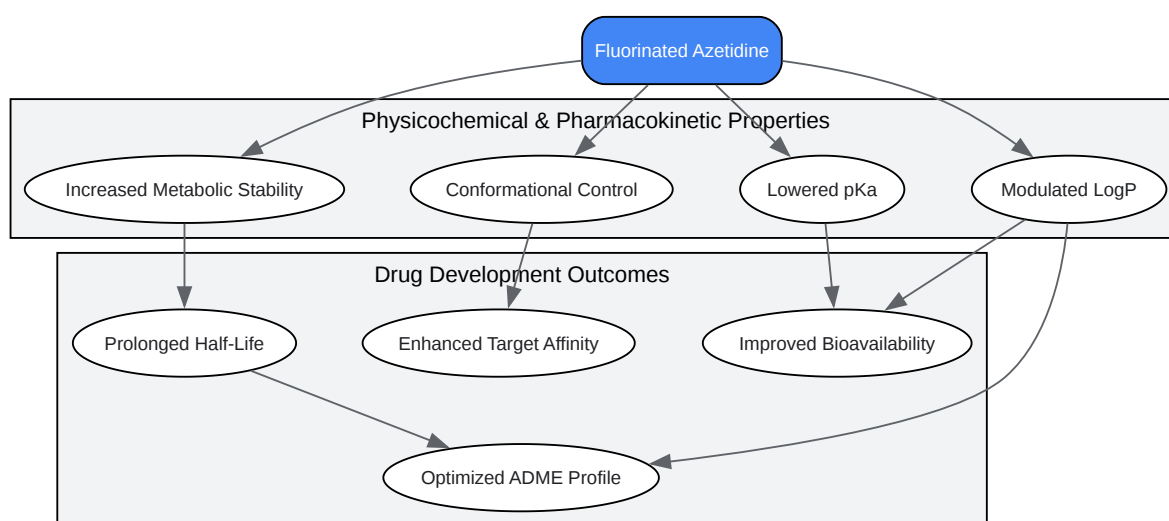 Fluorinated Azetidine
Physicochemical & Pharmacokinetic Properties
Increased Metabolic Stability
Conformational Control
Lowered pKa
Modulated LogP
Drug Development Outcomes
Prolonged Half-Life
Enhanced Target Affinity
Improved Bioavailability
Optimized ADME Profile